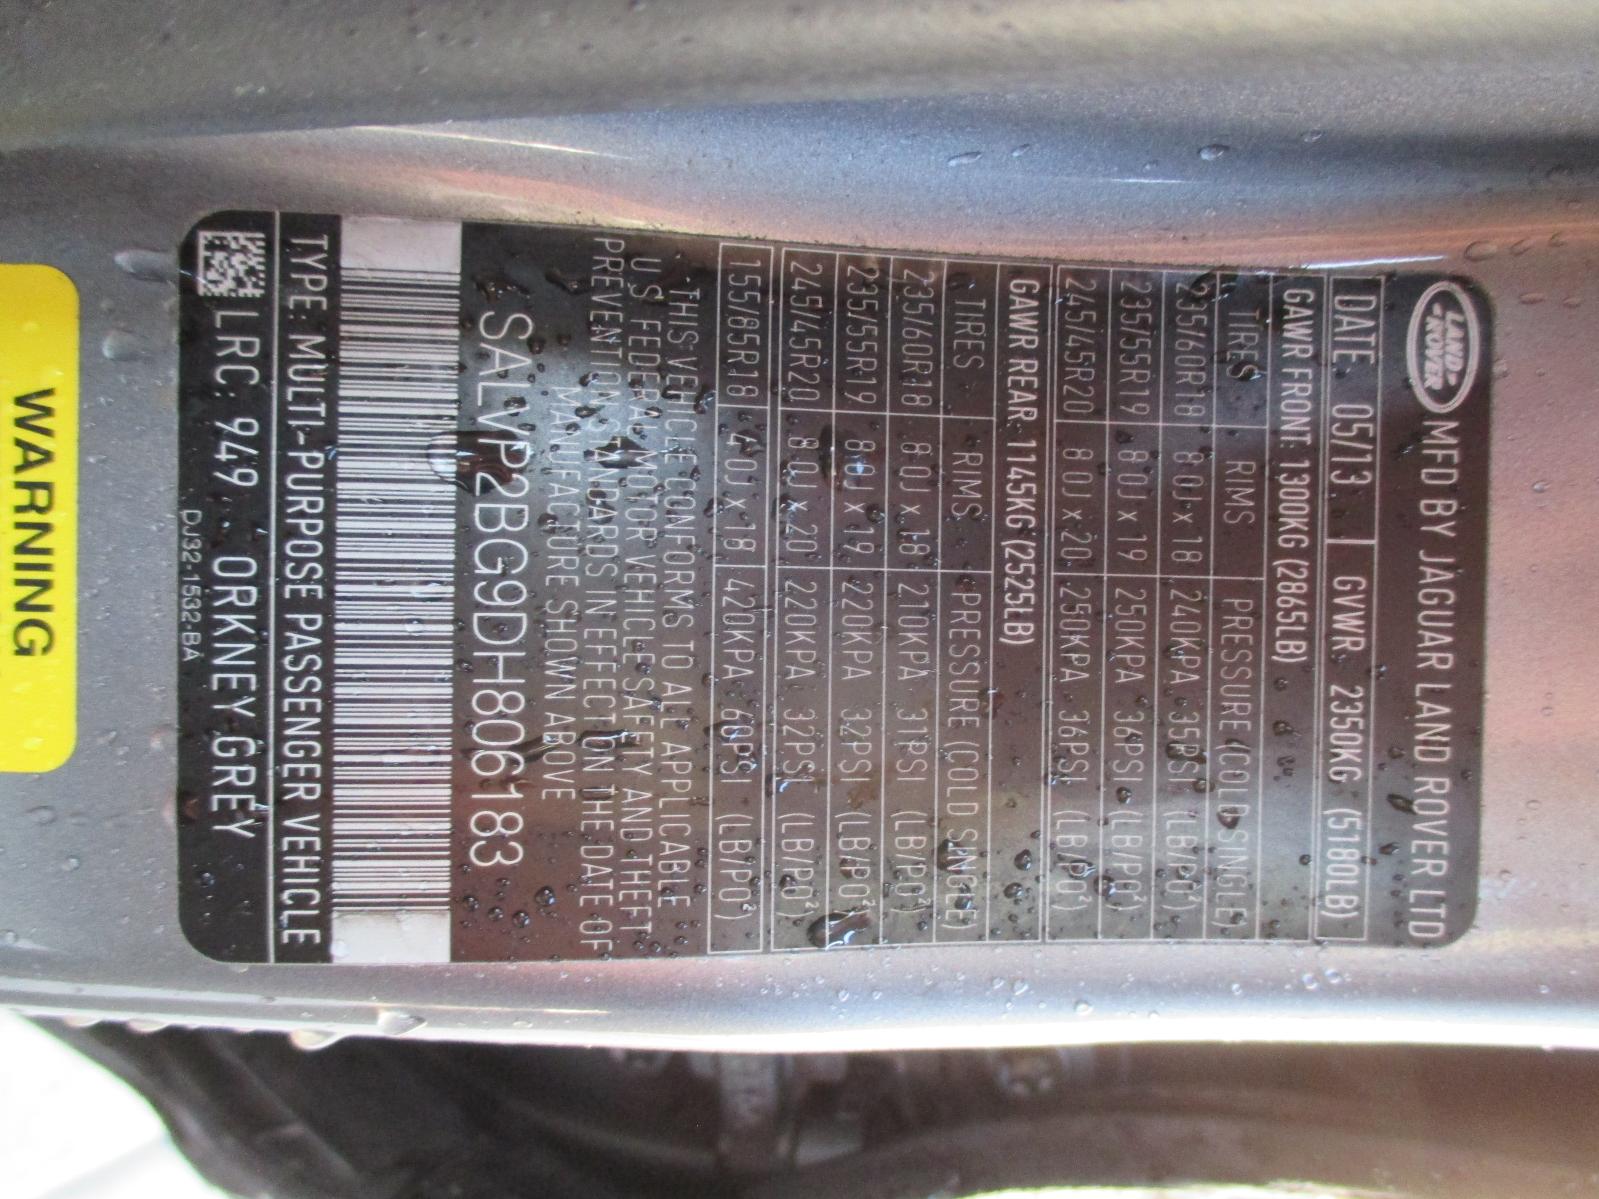 LAND-
-ROVER
MFD BY JAGUAR LAND ROVER LTD
DATE: 05/13 GVWR: 2350KG (5180LB)
GAWR FRONT: 1300KG (2865LB)
TIRES RIMS PRESSURE (COLD SINGLE)
235/60R18 8.0J x 18 240KPA 35PSI (LB/PO²)
235/55R19 8.0J x 19 250KPA 36PSI (LB/PO²)
245/45R20 8.0J x 20 250KPA 36PSI (LB/PO²)
GAWR REAR: 1145KG (2525LB)
TIRES RIMS PRESSURE (COLD SINGLE)
235/60R18 8.0J x 18 210KPA 31PSI (LB/PO²)
235/55R19 8.0J x 19 220KPA 32PSI (LB/PO²)
245/45R20 8.0J x 20 220KPA 32PSI (LB/PO²)
155/85R18 4.0J x 18 420KPA 60PSI (LB/PO²)
THIS VEHICLE CONFORMS TO ALL APPLICABLE
U.S. FEDERAL MOTOR VEHICLE SAFETY AND THEFT
PREVENTION STANDARDS IN EFFECT ON THE DATE OF
MANUFACTURE SHOWN ABOVE
SALVP2BG9DH806183
TYPE: MULTI-PURPOSE PASSENGER VEHICLE
LRC: 949 ORKNEY GREY
DJ32-1532-BA
WARNING